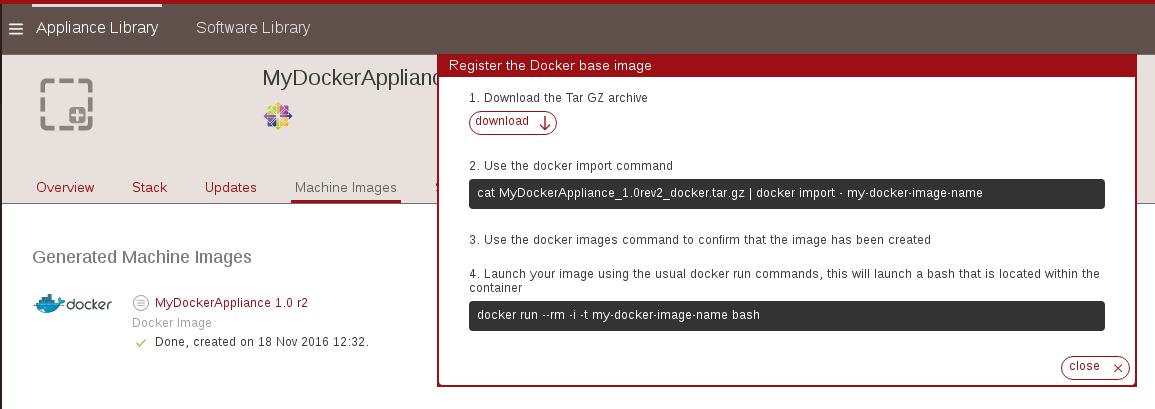 Appliance Library
Software Library
MyDockerAppliance
Register the Docker base image
1. Download the Tar GZ archive
download
2. Use the docker import command
cat MyDockerAppliance_1.0rev2_docker.tar.gz | docker import - my-docker-image-name
3. Use the docker images command to confirm that the image has been created
4. Launch your image using the usual docker run commands, this will launch a bash that is located within the
container
docker run --rm -i -t my-docker-image-name bash
close
Overview
Stack
Updates
Machine Images
Generated Machine Images
docker
MyDockerAppliance 1.0 r2
Docker Image
Done, created on 18 Nov 2016 12:32.